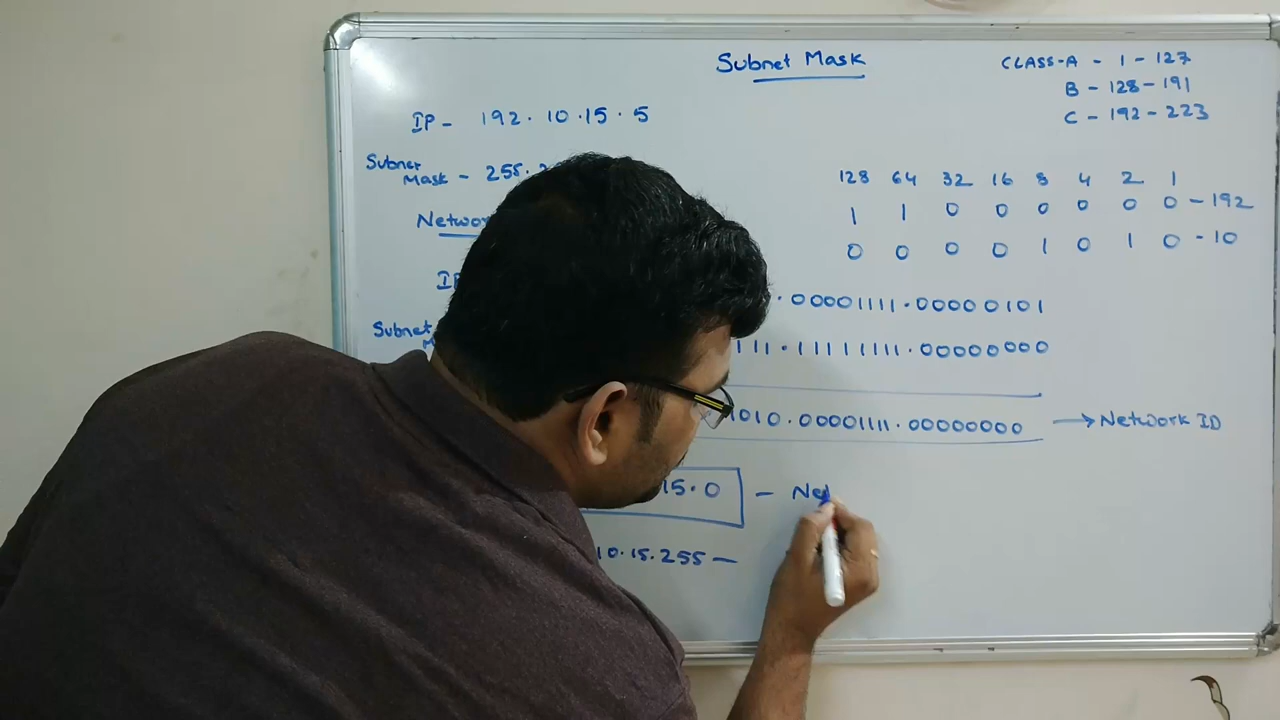 Subnet Mask
CLASS-A - 1 - 127
B - 128 - 191
C - 192 - 223
IP - 192.10.15.5
Subnet
Mask - 255.
128 64 32 16 8 4 2 1
1 1 0 0 0 0 0 0 - 192
0 0 0 0 1 0 1 0 - 10
IP
.00001111.00000101
Subnet
111.11111111.00000000
1010.00001111.00000000 → Network ID
15.0 - Net
10.15.255 -